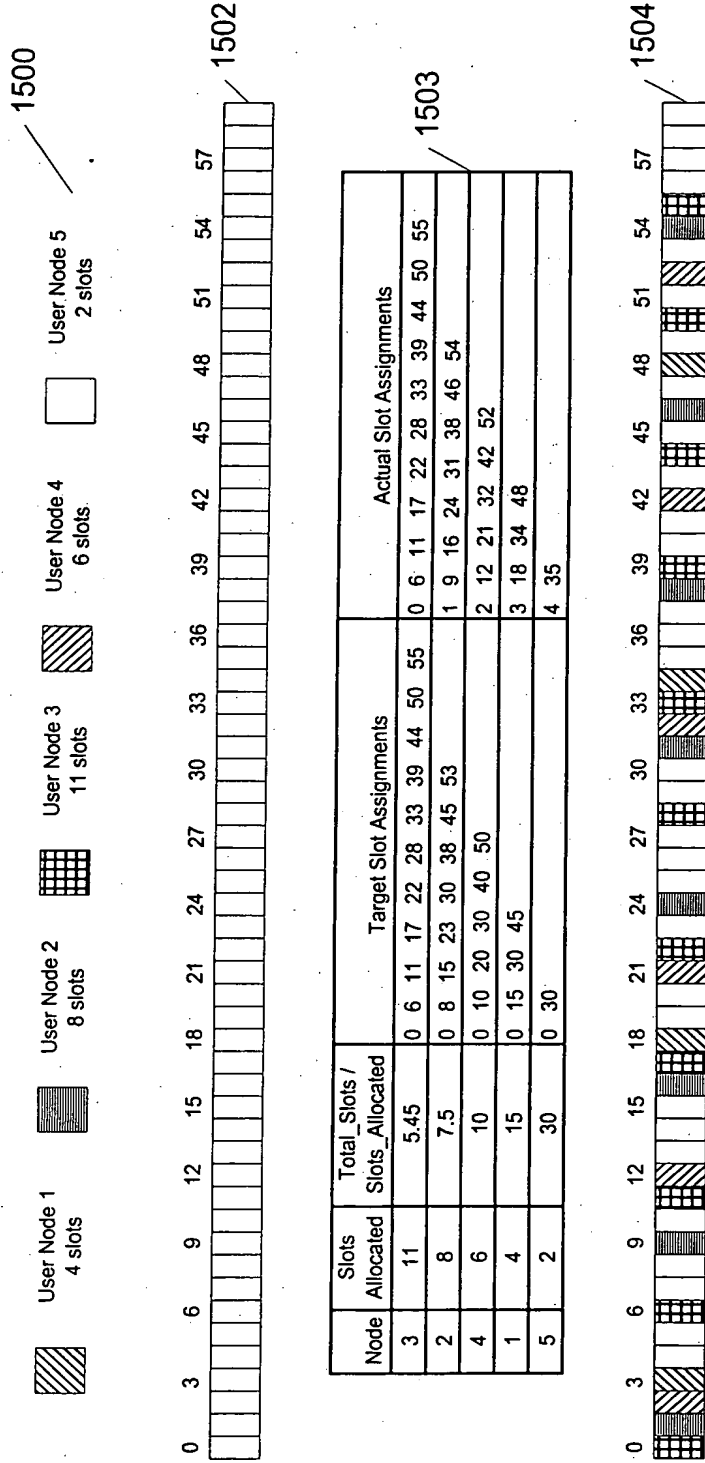 1500
User Node 1
4 slots
User Node 2
8 slots
User Node 3
11 slots
User Node 4
6 slots
User Node 5
2 slots
0 3 6 9 12 15 18 21 24 27 30 33 36 39 42 45 48 51 54 57
1502
Node Slots Allocated Total_Slots / Slots_Allocated Target Slot Assignments Actual Slot Assignments
3 11 5.45 0 6 11 17 22 28 33 39 44 50 55 0 6 11 17 22 28 33 39 44 50 55
2 8 7.5 0 8 15 23 30 38 45 53 1 9 16 24 31 38 46 54
4 6 10 0 10 20 30 40 50 2 12 21 32 42 52
1 4 15 0 15 30 45 3 18 34 48
5 2 30 0 30 4 35
1503
0 3 6 9 12 15 18 21 24 27 30 33 36 39 42 45 48 51 54 57
1504